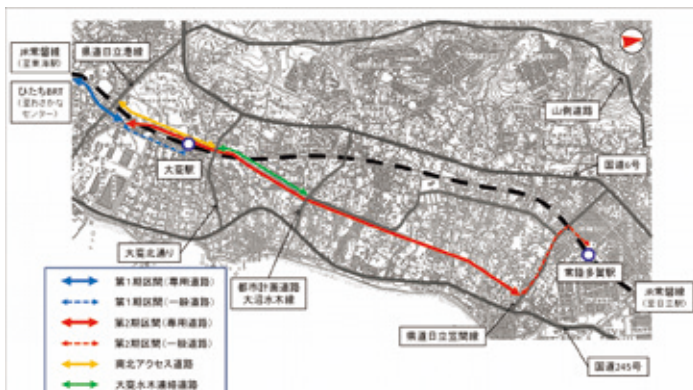 JR常磐線
（至東海駅）
県道日立港線
ひたちBRT
（至おさかな
センター）
山側道路
国道6号
大甕駅
大甕北通り
都市計画道路
大沼水木線
常陸多賀駅
JR常磐線
（至日立駅）
県道日立笠間線
国道245号
第1期区間（専用道路）
第1期区間（一般道路）
第2期区間（専用道路）
第2期区間（一般道路）
南北アクセス道路
大甕水木連絡道路